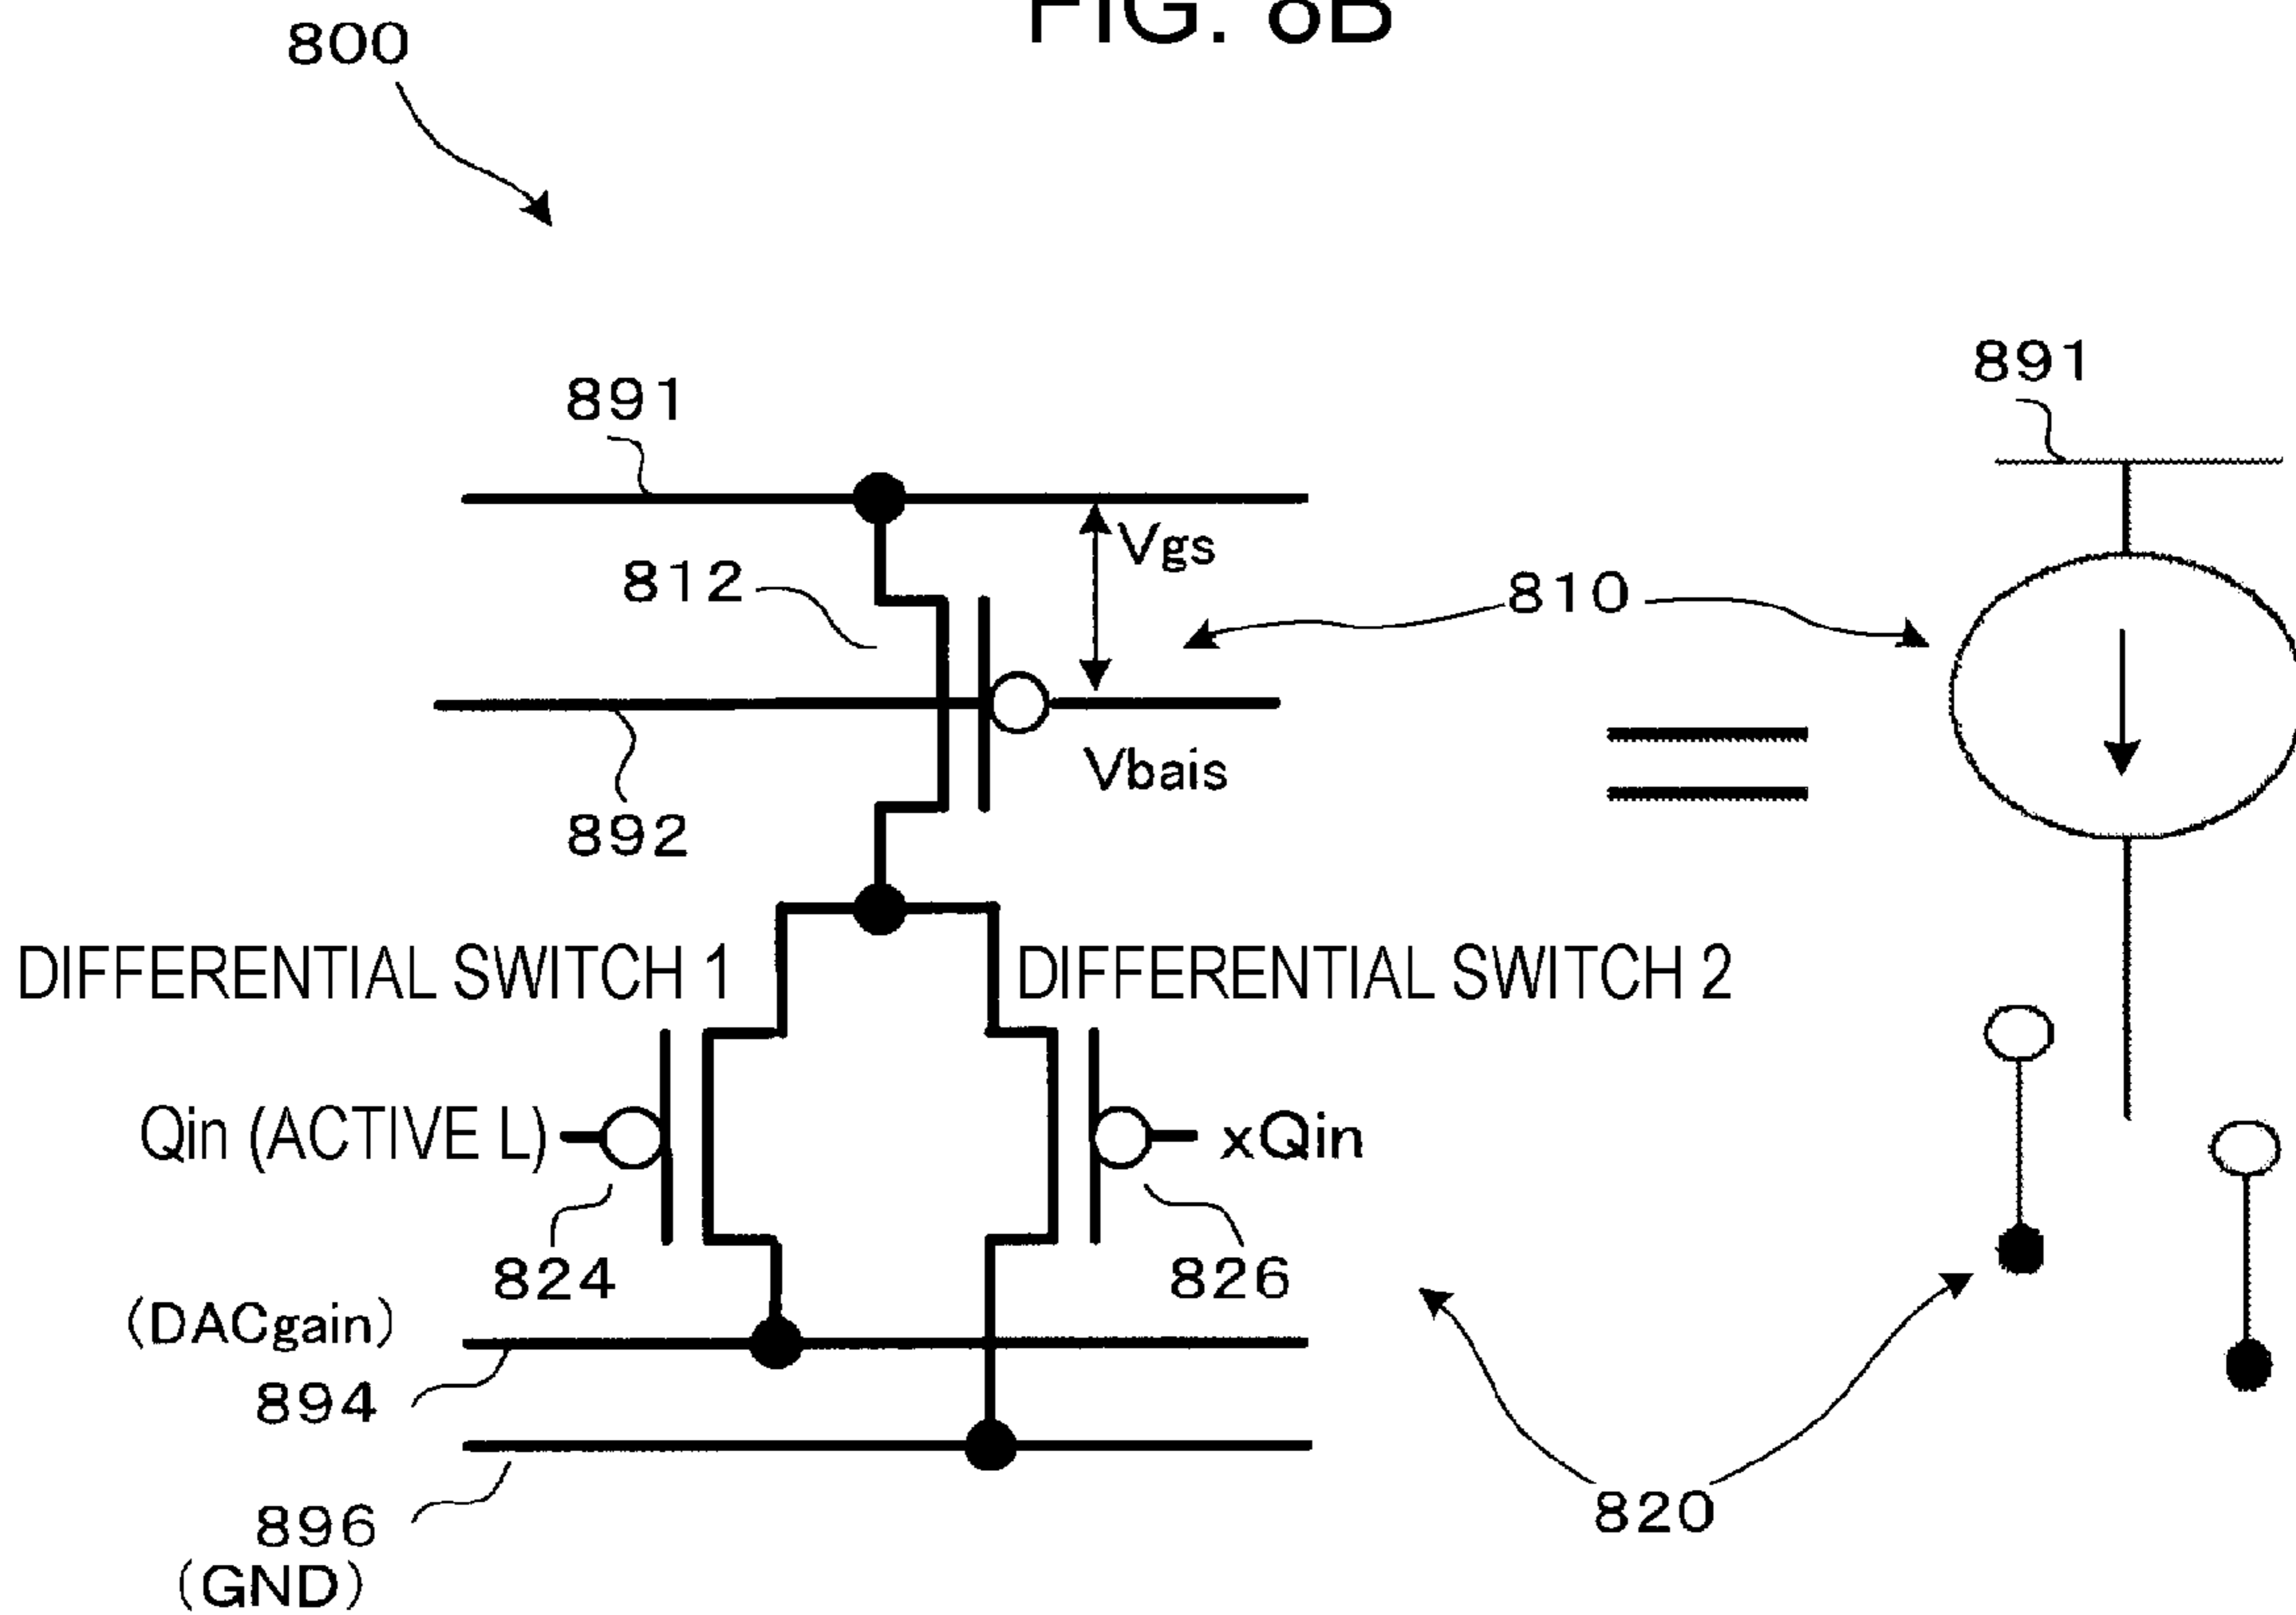 FIG. 8B
800
891
891
Vgs
812
810
Vbais
892
DIFFERENTIAL SWITCH 1
DIFFERENTIAL SWITCH 2
Qin (ACTIVE L)
xQin
824
826
(DACgain)
894
896
820
(GND)